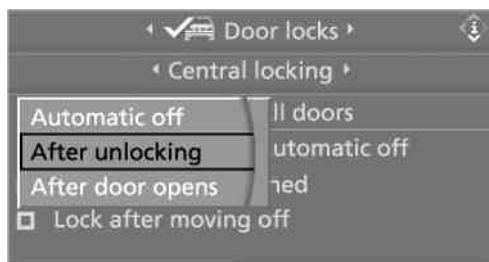 Door locks
Central locking
Automatic off ll doors
After unlocking utomatic off
After door opens ned
Lock after moving off